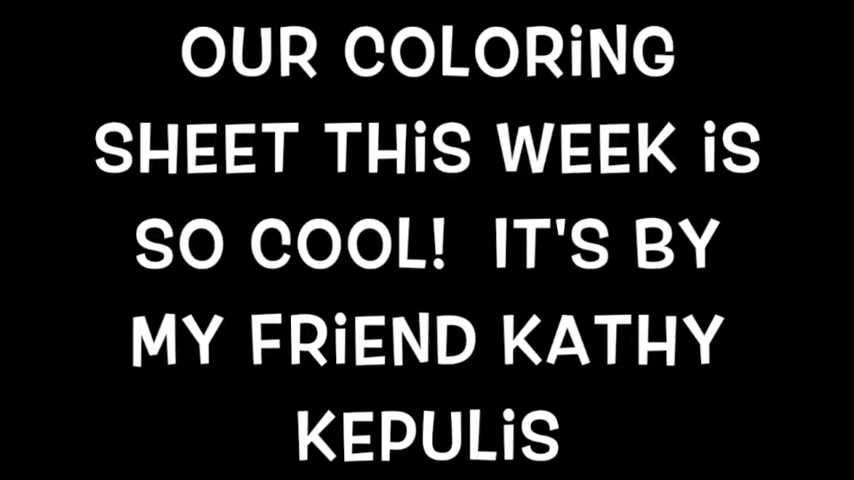 OUR COLORiNG
SHEET THiS WEEK iS
SO COOL! IT'S BY
MY FRiEND KATHY
KEPULiS